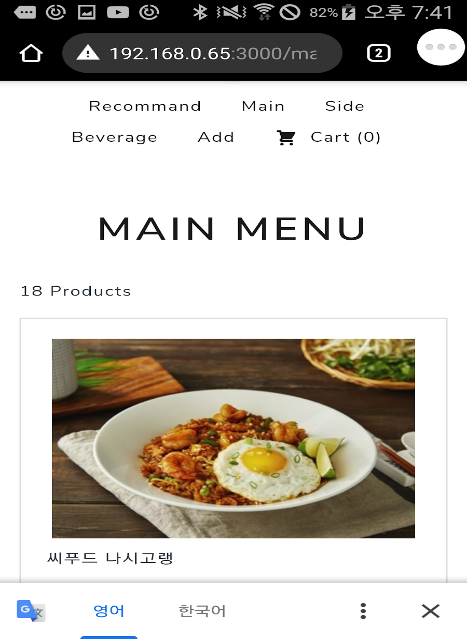 82% 오후 7:41
192.168.0.65:3000/ma
2
Recommand Main Side
Beverage Add Cart (0)
MAIN MENU
18 Products
씨푸드 나시고랭
G 文 영어 한국어